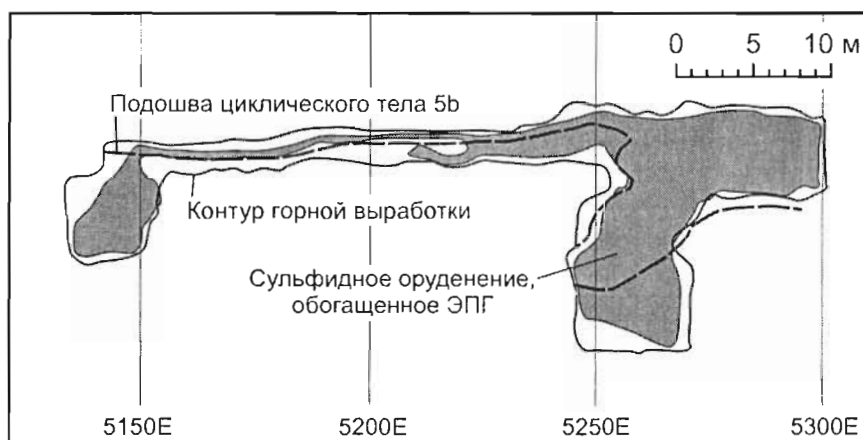 0 5 10 м
Подошва циклического тела 5b
Контур горной выработки
Сульфидное оруденение,
обогащенное ЭПГ
5150E 5200E 5250E 5300E